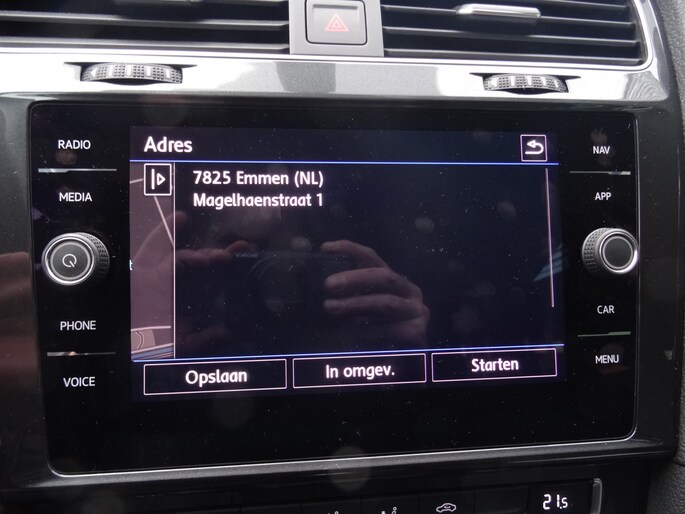 RADIO
MEDIA
PHONE
VOICE
Adres
7825 Emmen (NL)
Magelhaenstraat 1
Opslaan
In omgev.
Starten
NAV
APP
CAR
MENU
21.5